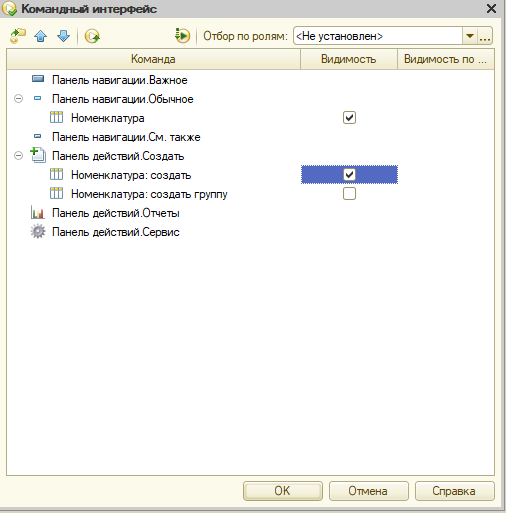 Командный интерфейс
Отбор по ролям: <Не установлен>
Команда Видимость Видимость по ...
Панель навигации.Важное
Панель навигации.Обычное
Номенклатура
Панель навигации.См. также
Панель действий.Создать
Номенклатура: создать
Номенклатура: создать группу
Панель действий.Отчеты
Панель действий.Сервис
OK Отмена Справка